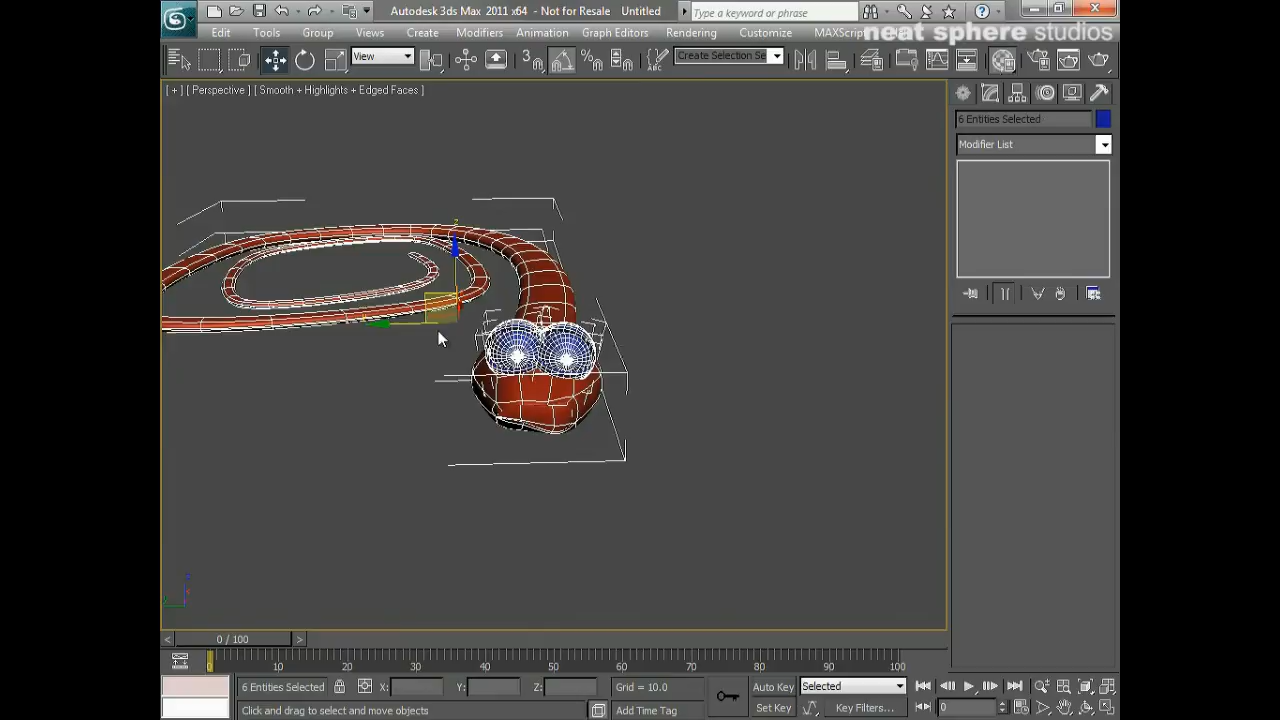 Autodesk 3ds Max 2011 x64 - Not for Resale Untitled
Type a keyword or phrase
Edit Tools Group Views Create Modifiers Animation Graph Editors Rendering Customize MAXScrip
neat sphere studios
View
3
%
ABC
Create Selection Se
[ + ] [ Perspective ] [ Smooth + Highlights + Edged Faces ]
6 Entities Selected
Modifier List
z
0 / 100
0 10 20 30 40 50 60 70 80 90 100
6 Entities Selected X: Y: Z: Grid = 10.0 Auto Key Selected
Click and drag to select and move objects Add Time Tag Set Key Key Filters... 0